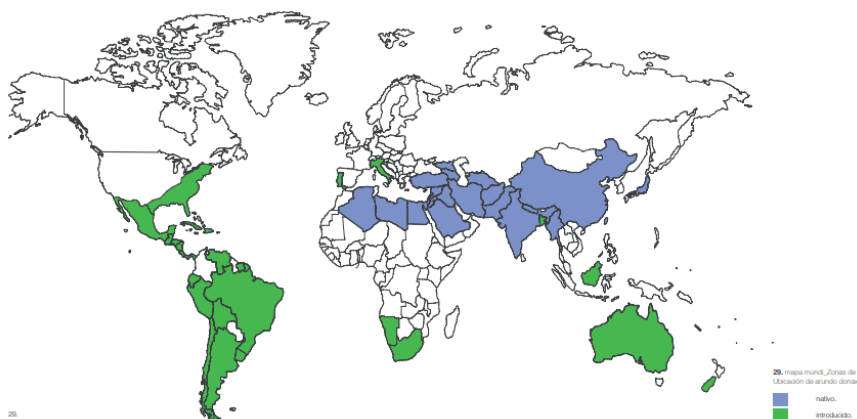 29.
29. mapa mundi_Zonas de
Ubicación de arundo donax
nativo.
introducido.